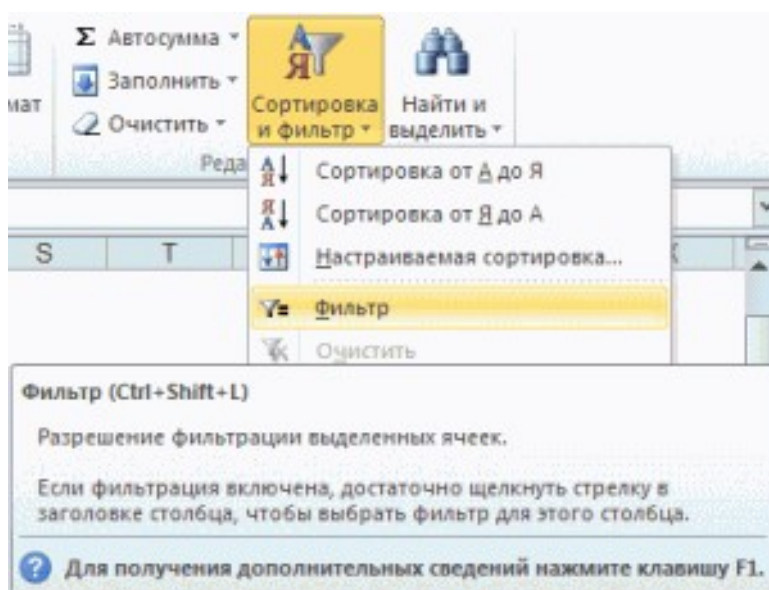 Σ Автосумма
Заполнить
мат
Очистить
Сортировка и фильтр
Найти и выделить
Реда
Сортировка от А до Я
Сортировка от Я до А
S T
Настраиваемая сортировка...
Фильтр
Очистить
Фильтр (Ctrl+Shift+L)
Разрешение фильтрации выделенных ячеек.
Если фильтрация включена, достаточно щелкнуть стрелку в
заголовке столбца, чтобы выбрать фильтр для этого столбца.
Для получения дополнительных сведений нажмите клавишу F1.